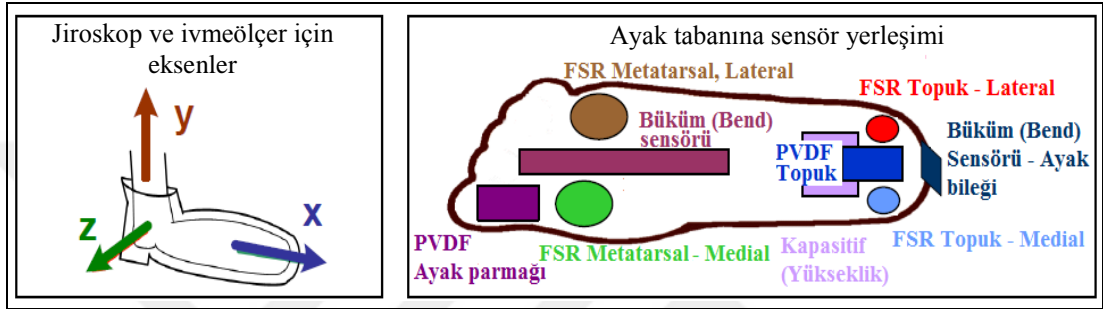 Jiroskop ve ivmeölçer için
eksenler
y
z
x
Ayak tabanına sensör yerleşimi
FSR Metatarsal, Lateral
FSR Topuk - Lateral
Büküm (Bend)
sensörü
PVDF
Topuk
Büküm (Bend)
Sensörü - Ayak
bileği
PVDF
Ayak parmağı
FSR Metatarsal - Medial
Kapasitif
(Yükseklik)
FSR Topuk - Medial